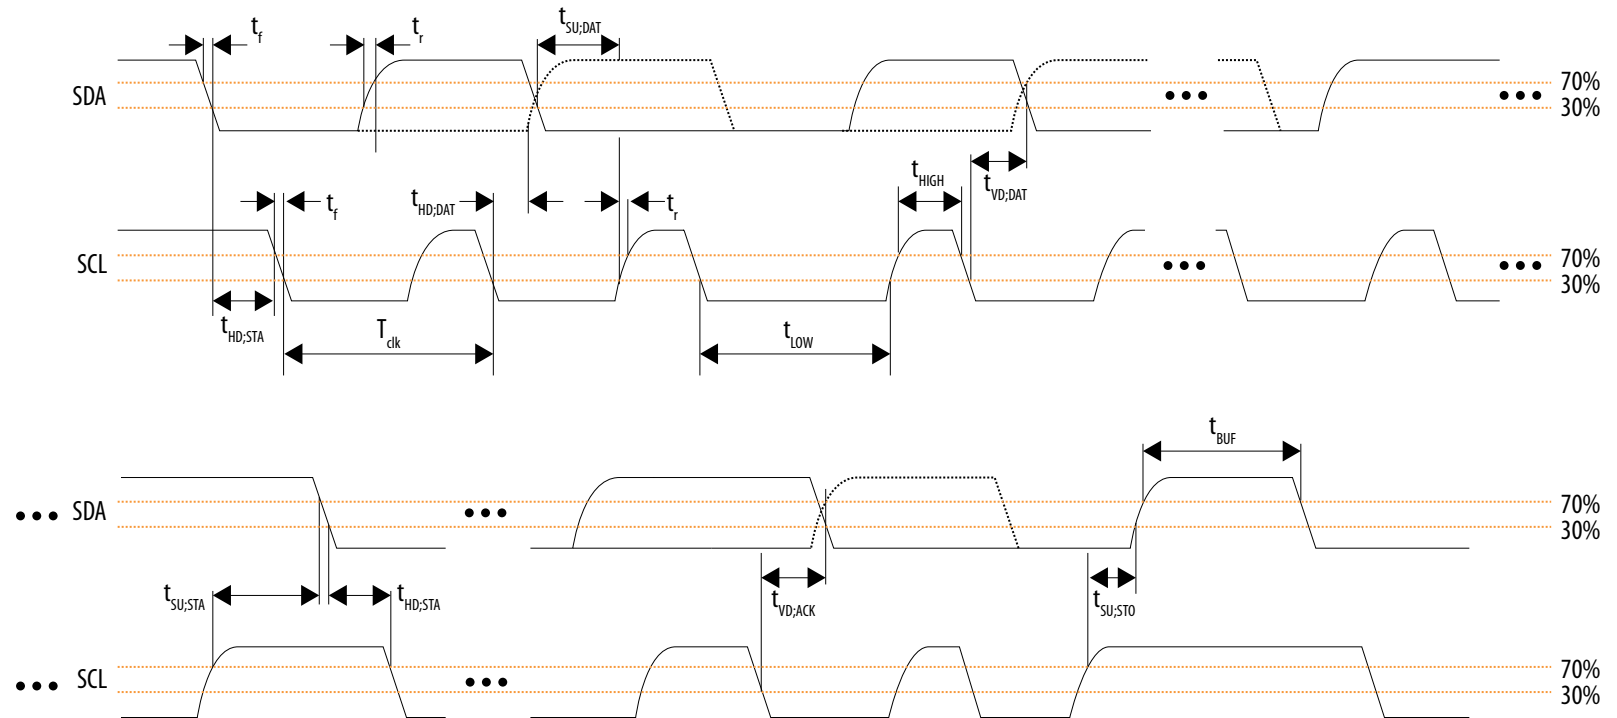 t_f t_r t_SU;DAT
SDA 70%
30%
t_HIGH
t_VD;DAT
t_f t_HD;DAT t_r
SCL 70%
30%
t_HD;STA T_clk t_LOW
t_BUF
••• SDA ••• 70%
30%
t_SU;STA t_HD;STA t_VD;ACK t_SU;STO
••• SCL ••• 70%
30%